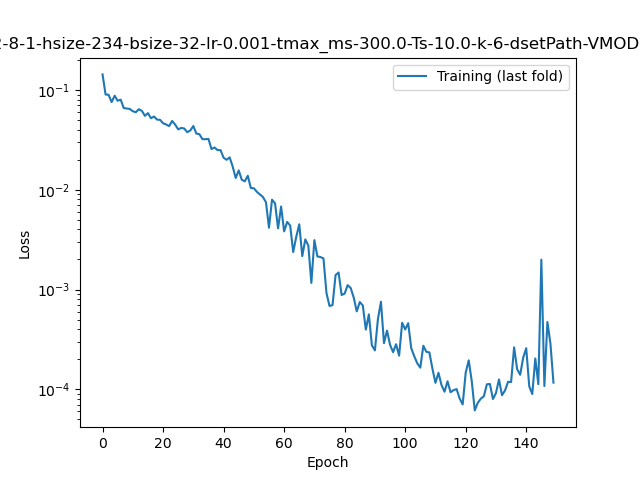 -8-1-hsize-234-bsize-32-lr-0.001-tmax_ms-300.0-Ts-10.0-k-6-dsetPath-VMOD
Training (last fold)
Loss
10⁻¹
10⁻²
10⁻³
10⁻⁴
0 20 40 60 80 100 120 140
Epoch